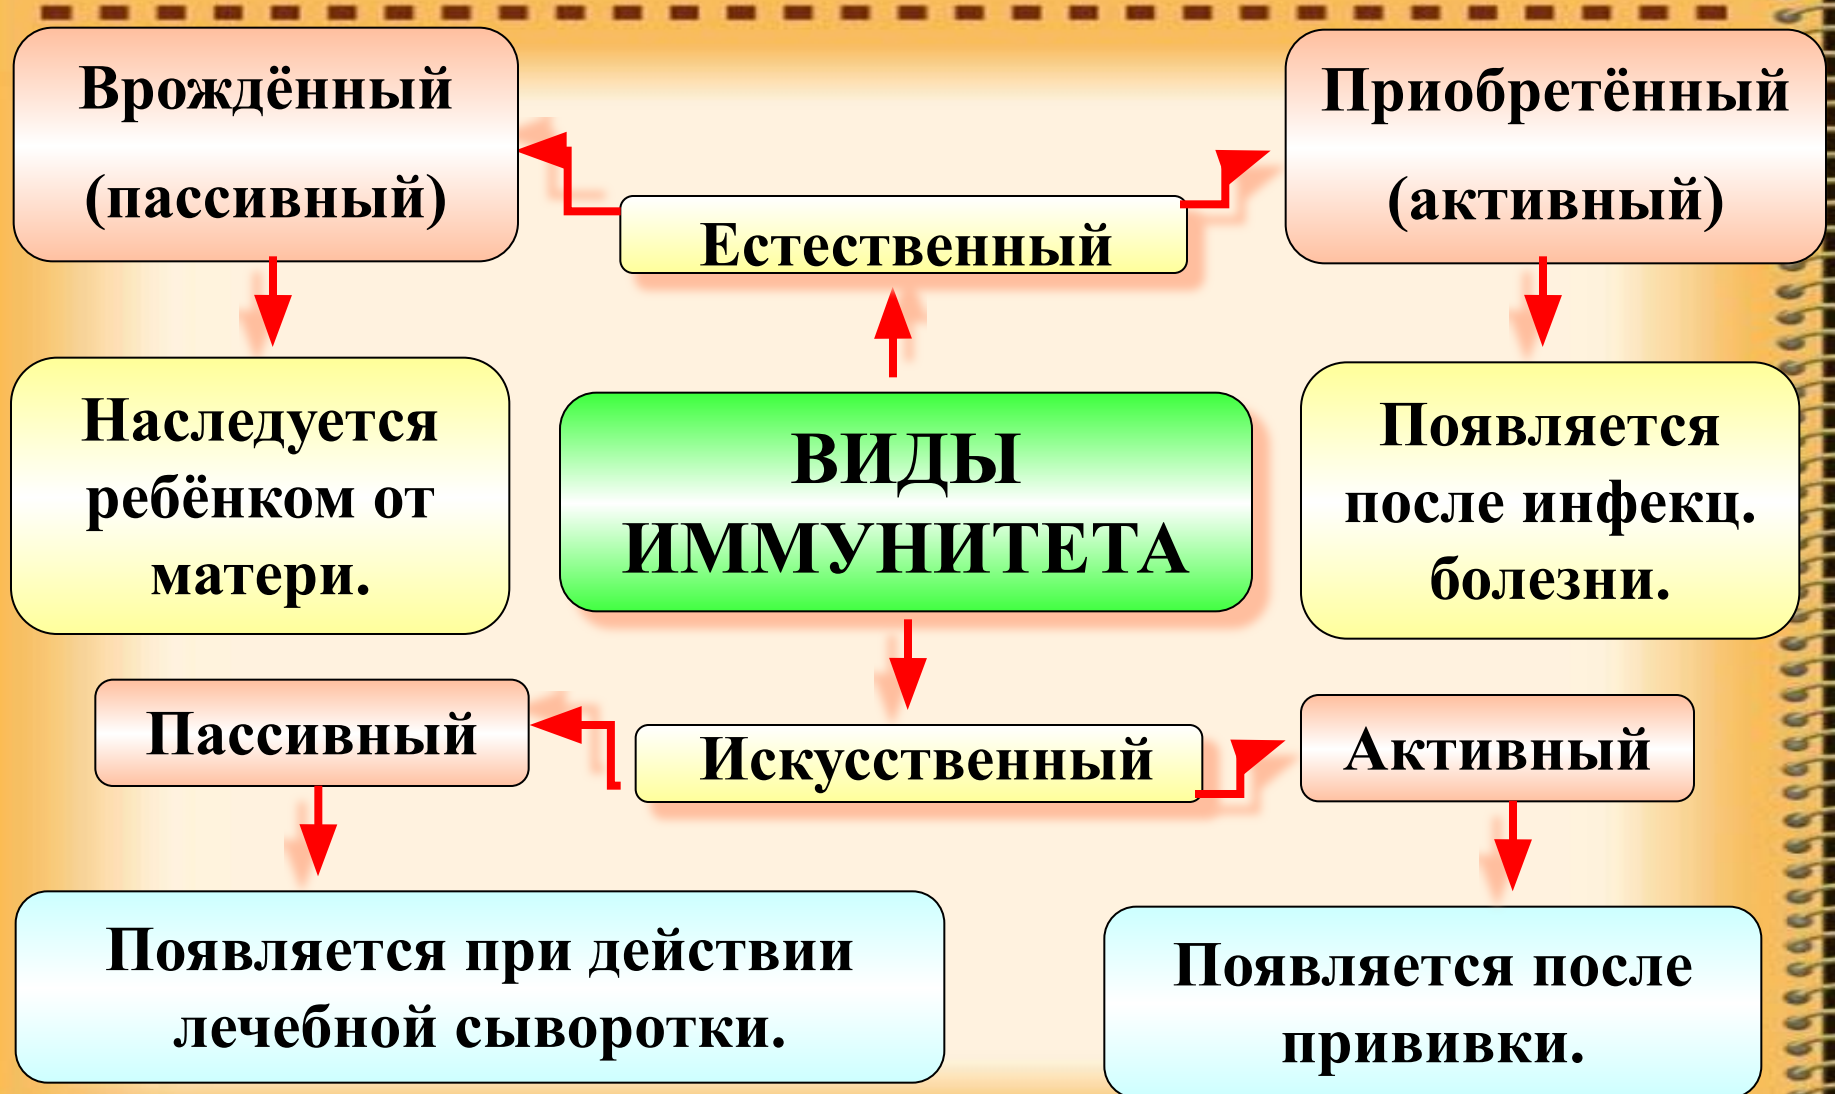 Врождённый
(пассивный)
Приобретённый
(активный)
Естественный
Наследуется
ребёнком от
матери.
ВИДЫ
ИММУНИТЕТА
Появляется
после инфекц.
болезни.
Пассивный
Искусственный
Активный
Появляется при действии
лечебной сыворотки.
Появляется после
прививки.